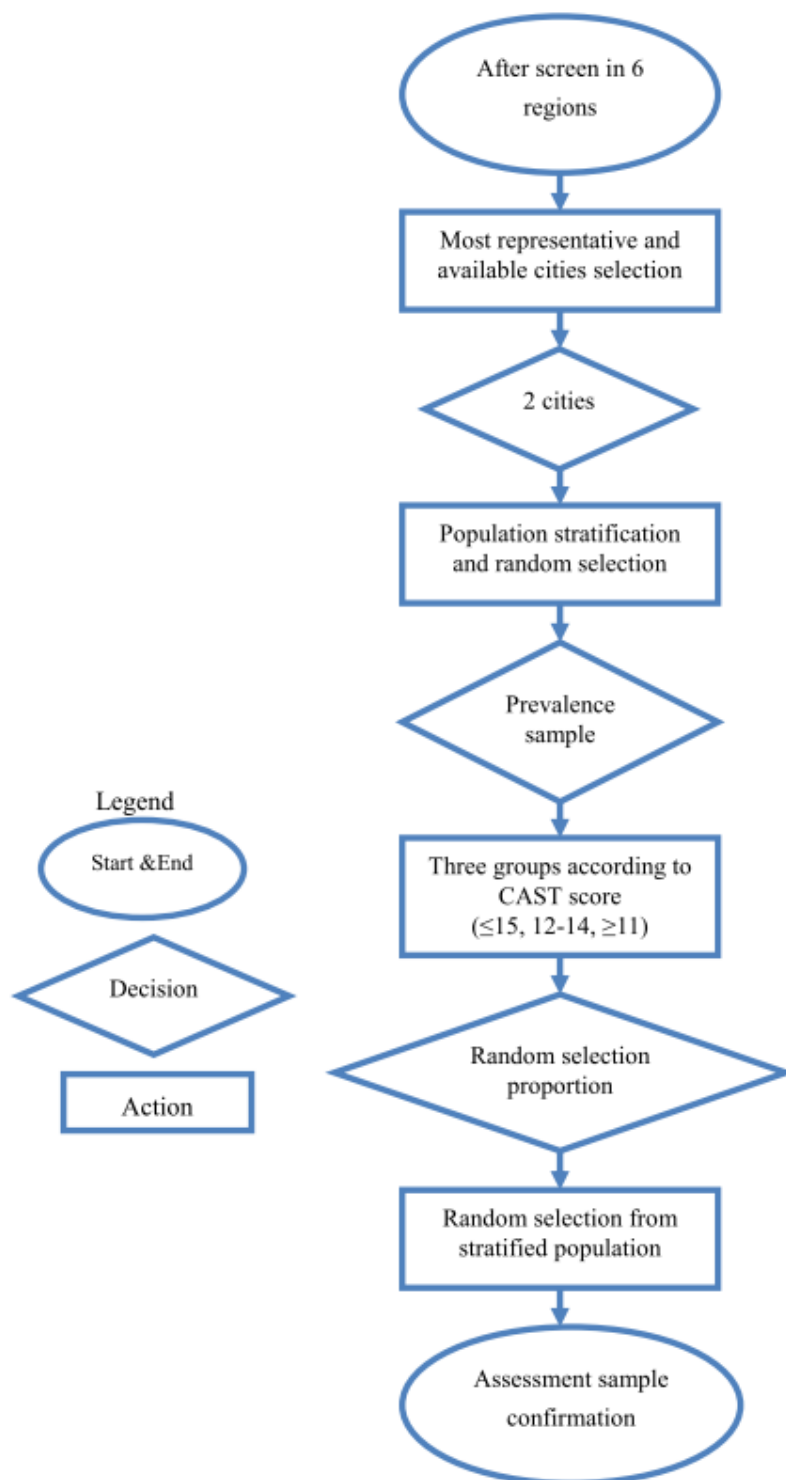 After screen in 6
regions
Most representative and
available cities selection
2 cities
Population stratification
and random selection
Prevalence
sample
Three groups according to
CAST score
(≤15, 12-14, ≥11)
Random selection
proportion
Random selection from
stratified population
Assessment sample
confirmation
Legend
Start &End
Decision
Action